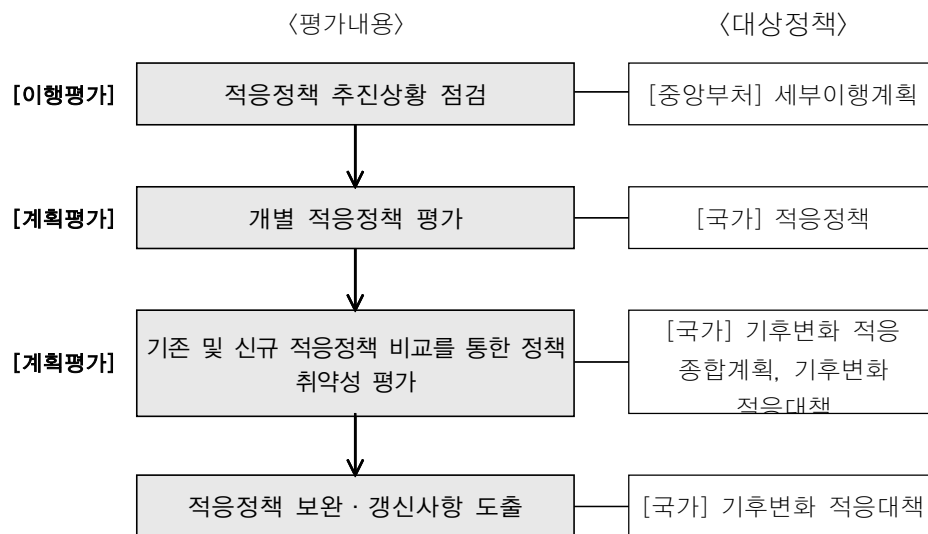 〈평가내용〉 〈대상정책〉
[이행평가] 적응정책 추진상황 점검 [중앙부처] 세부이행계획
[계획평가] 개별 적응정책 평가 [국가] 적응정책
[계획평가]
기존 및 신규 적응정책 비교를 통한 정책
취약성 평가
[국가] 기후변화 적응
종합계획, 기후변화
적응대책
적응정책 보완 · 갱신사항 도출 [국가] 기후변화 적응대책